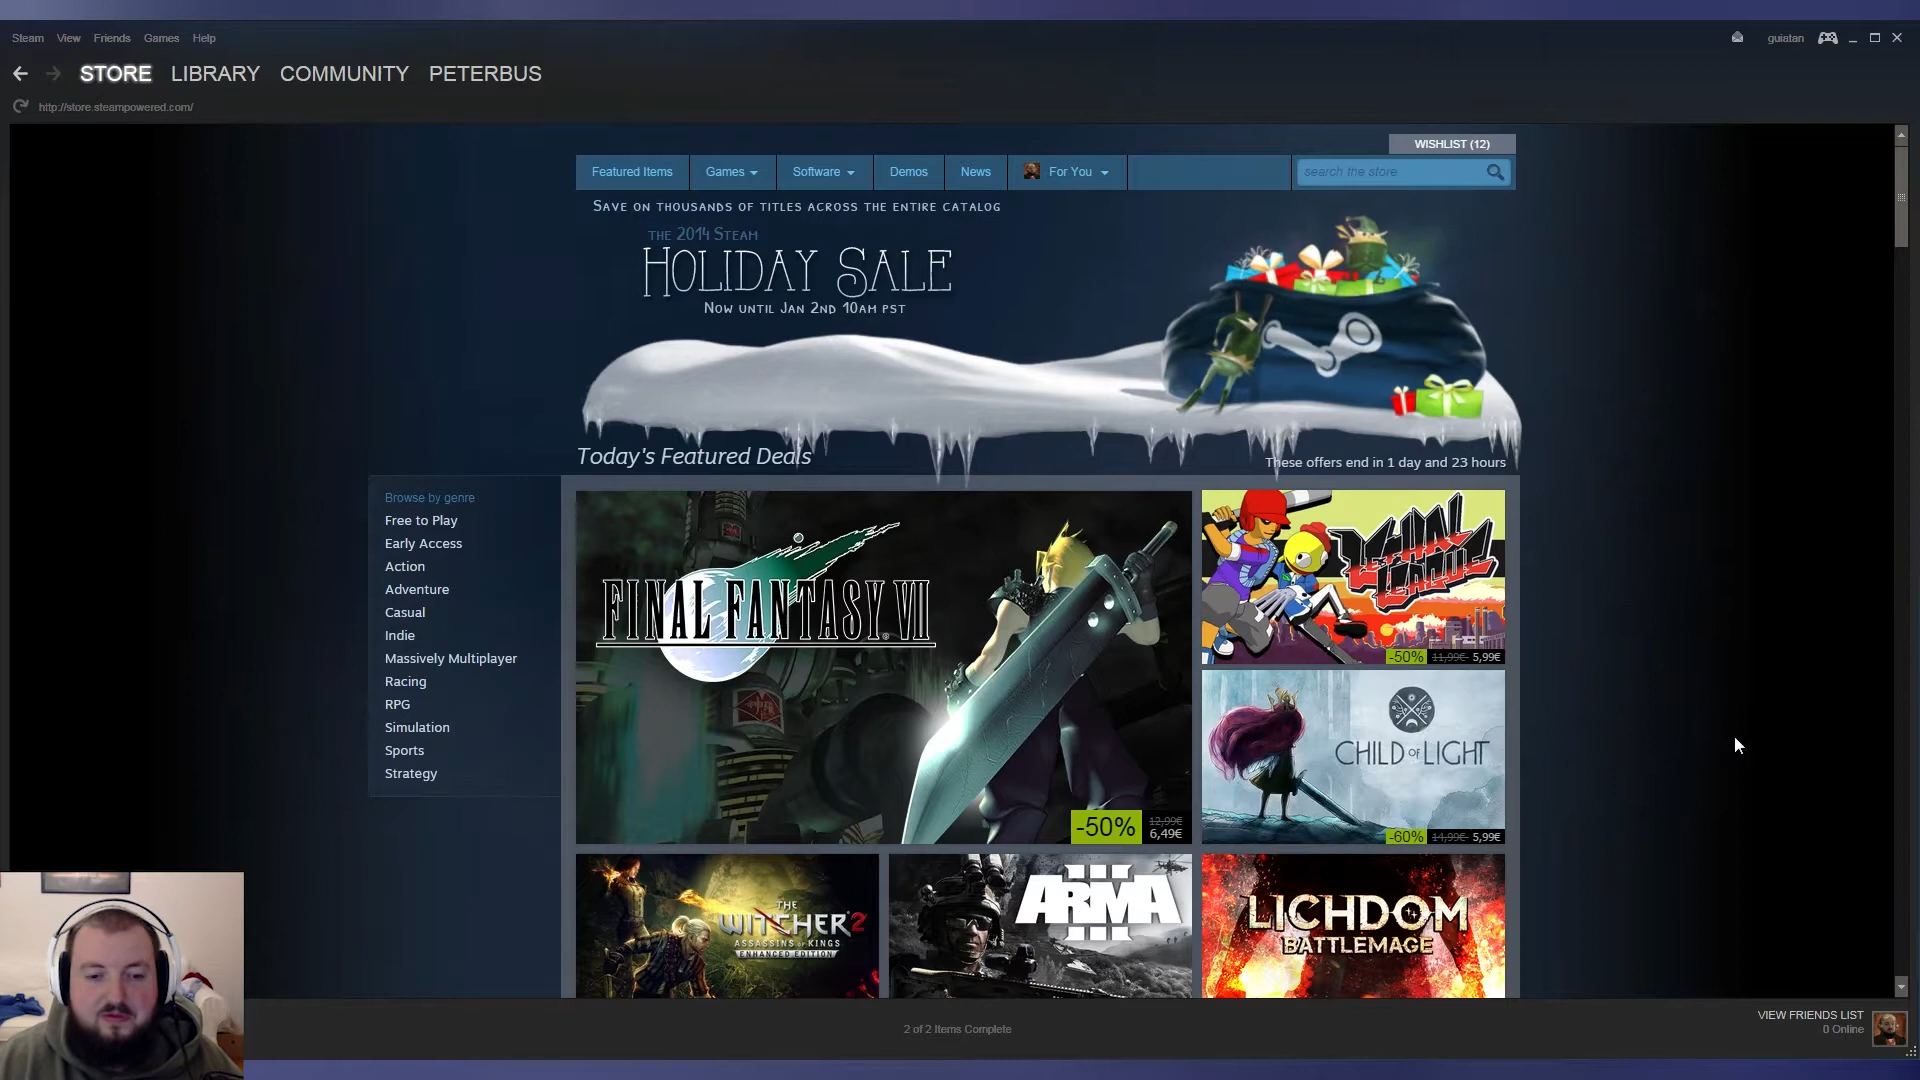 Steam View Friends Games Help
guiatan
STORE LIBRARY COMMUNITY PETERBUS
http://store.steampowered.com/
WISHLIST (12)
Featured Items Games Software Demos News For You search the store
SAVE ON THOUSANDS OF TITLES ACROSS THE ENTIRE CATALOG
THE 2014 STEAM
HOLIDAY SALE
NOW UNTIL JAN 2ND 10AM PST
Today's Featured Deals
These offers end in 1 day and 23 hours
Browse by genre
Free to Play
Early Access
Action
Adventure
Casual
Indie
Massively Multiplayer
Racing
RPG
Simulation
Sports
Strategy
FINAL FANTASY VII
-50% 12,99€ 6,49€
LETHAL LEAGUE
-50% 11,99€ 5,99€
CHILD OF LIGHT
-60% 14,99€ 5,99€
THE WITCHER 2
ASSASSINS OF KINGS
ENHANCED EDITION
ARMA III
LICHDOM
BATTLEMAGE
2 of 2 Items Complete
VIEW FRIENDS LIST
0 Online